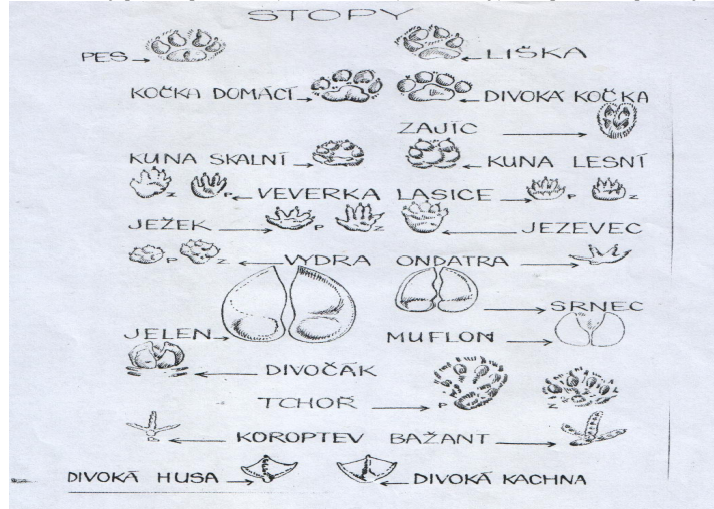 STOPY
PES LIŠKA
KOČKA DOMÁCÍ DIVOKÁ KOČKA
ZAJÍC
KUNA SKALNÍ KUNA LESNÍ
Z P VEVERKA LASICE P Z
JEŽEK P Z JEZEVEC
P Z VYDRA ONDATRA
SRNEC
JELEN MUFLON
DIVOČÁK
TCHOŘ P Z
KOROPTEV BAŽANT
DIVOKÁ HUSA DIVOKÁ KACHNA